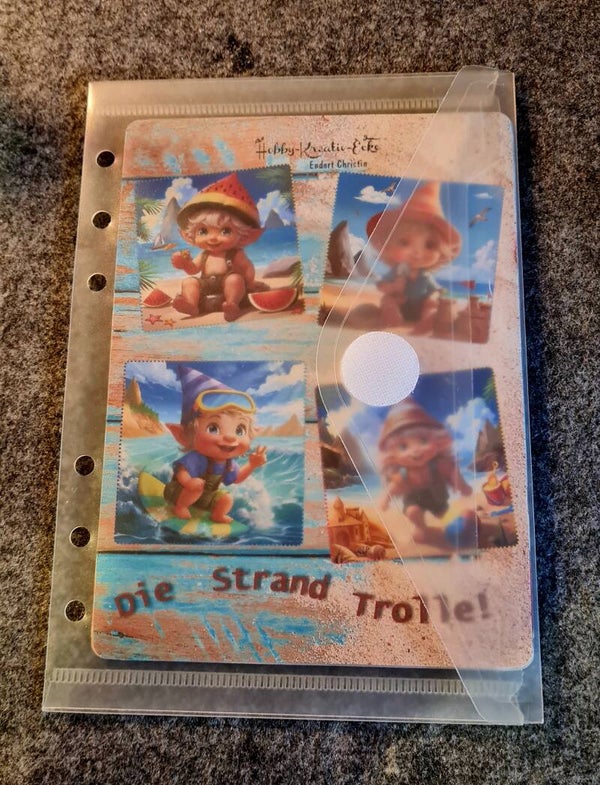 Hobby-Kreativ-Ecke
Endert Christin
Die Strand Trolle!